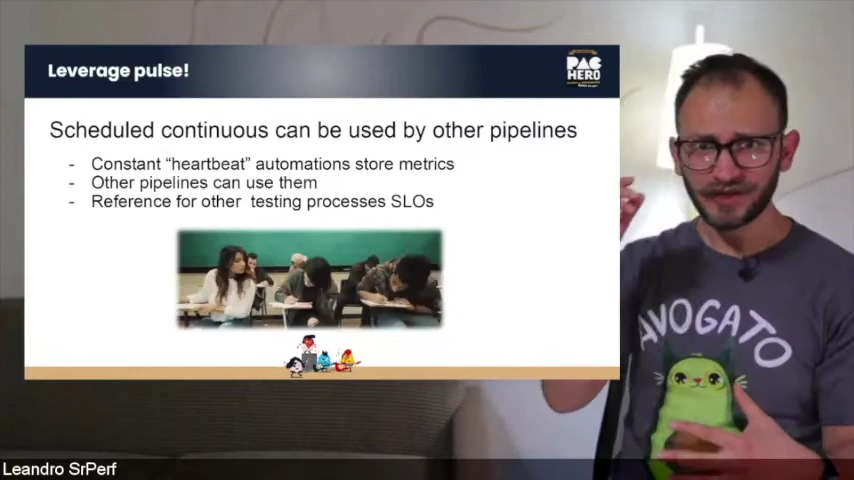 Leverage pulse!
PAC
HERO
Scheduled continuous can be used by other pipelines
- Constant “heartbeat” automations store metrics
- Other pipelines can use them
- Reference for other testing processes SLOs
AVOGATO
Leandro SrPerf